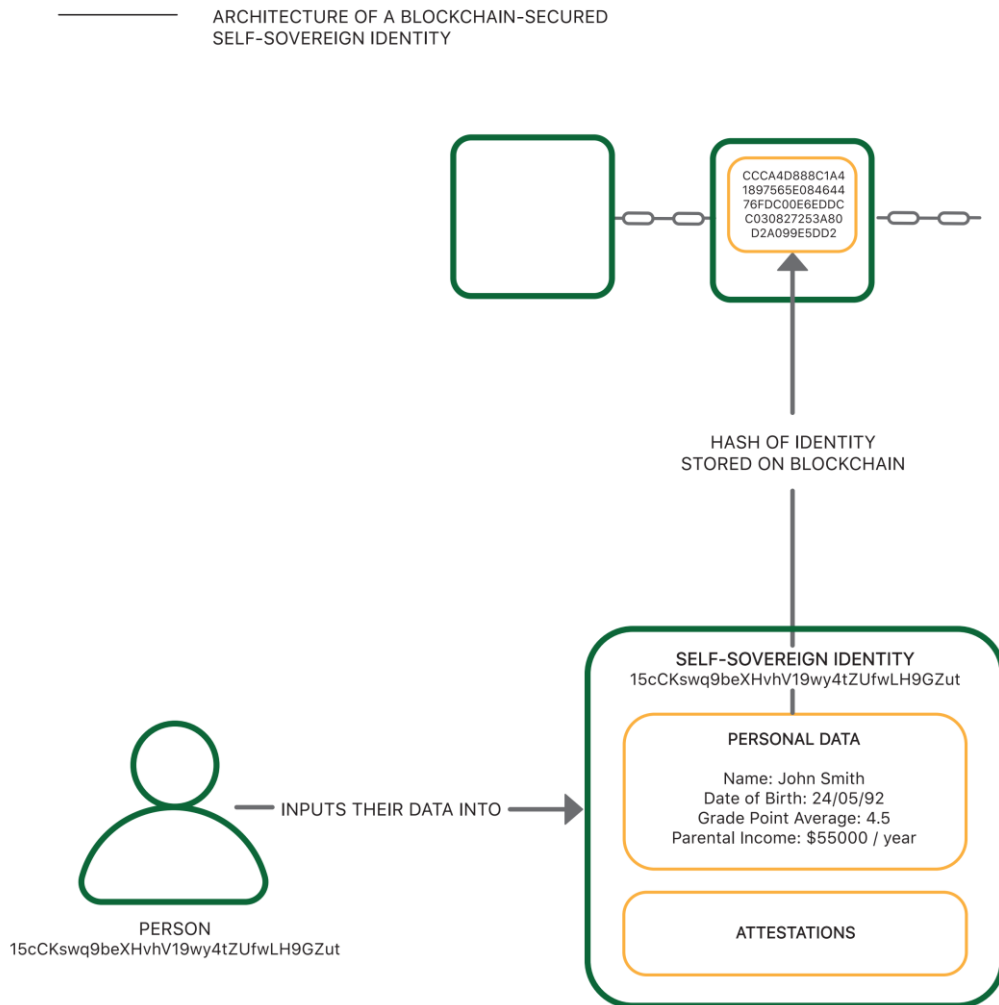 ARCHITECTURE OF A BLOCKCHAIN-SECURED
SELF-SOVEREIGN IDENTITY
CCCA4D888C1A4
1897565E084644
76FDC00E6EDDC
C030827253A80
D2A099E5DD2
HASH OF IDENTITY
STORED ON BLOCKCHAIN
SELF-SOVEREIGN IDENTITY
15cCKswq9beXHvhV19wy4tZUfwLH9GZut
PERSONAL DATA
Name: John Smith
Date of Birth: 24/05/92
Grade Point Average: 4.5
Parental Income: $55000 / year
INPUTS THEIR DATA INTO
ATTESTATIONS
PERSON
15cCKswq9beXHvhV19wy4tZUfwLH9GZut